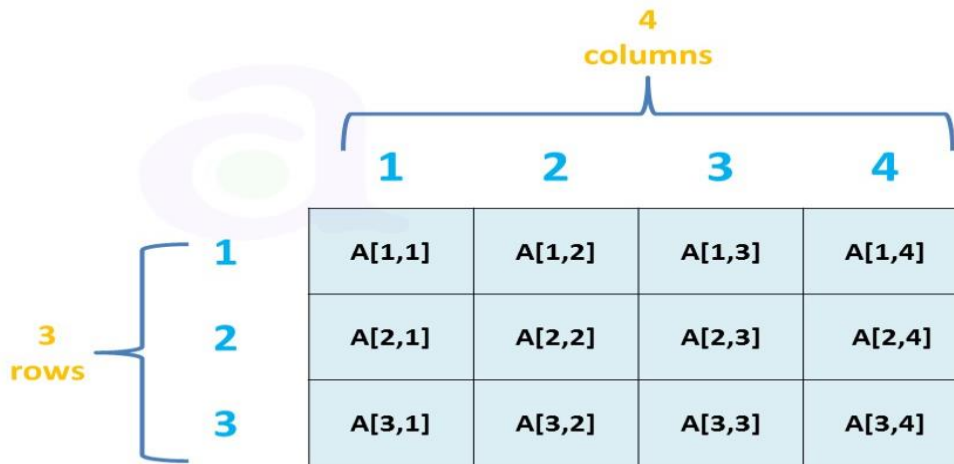 4
columns
1 2 3 4
1 A[1,1] A[1,2] A[1,3] A[1,4]
3
rows
2 A[2,1] A[2,2] A[2,3] A[2,4]
3 A[3,1] A[3,2] A[3,3] A[3,4]